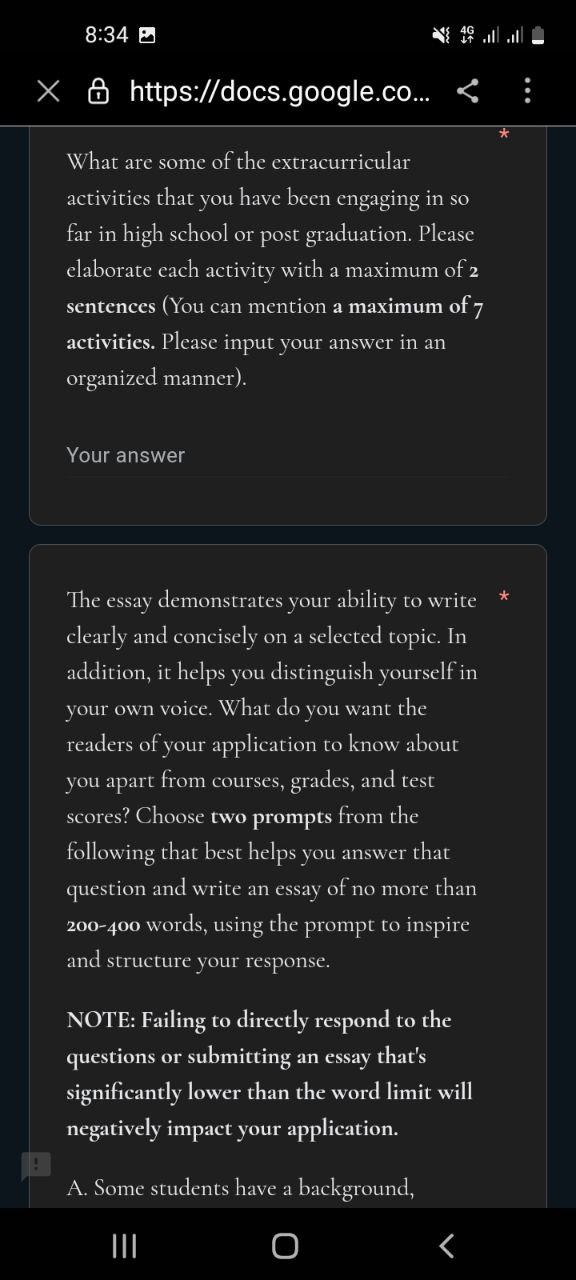 8:34
4G
https://docs.google.co...
*
What are some of the extracurricular
activities that you have been engaging in so
far in high school or post graduation. Please
elaborate each activity with a maximum of 2
sentences (You can mention a maximum of 7
activities. Please input your answer in an
organized manner).
Your answer
The essay demonstrates your ability to write *
clearly and concisely on a selected topic. In
addition, it helps you distinguish yourself in
your own voice. What do you want the
readers of your application to know about
you apart from courses, grades, and test
scores? Choose two prompts from the
following that best helps you answer that
question and write an essay of no more than
200-400 words, using the prompt to inspire
and structure your response.
NOTE: Failing to directly respond to the
questions or submitting an essay that's
significantly lower than the word limit will
negatively impact your application.
A. Some students have a background,